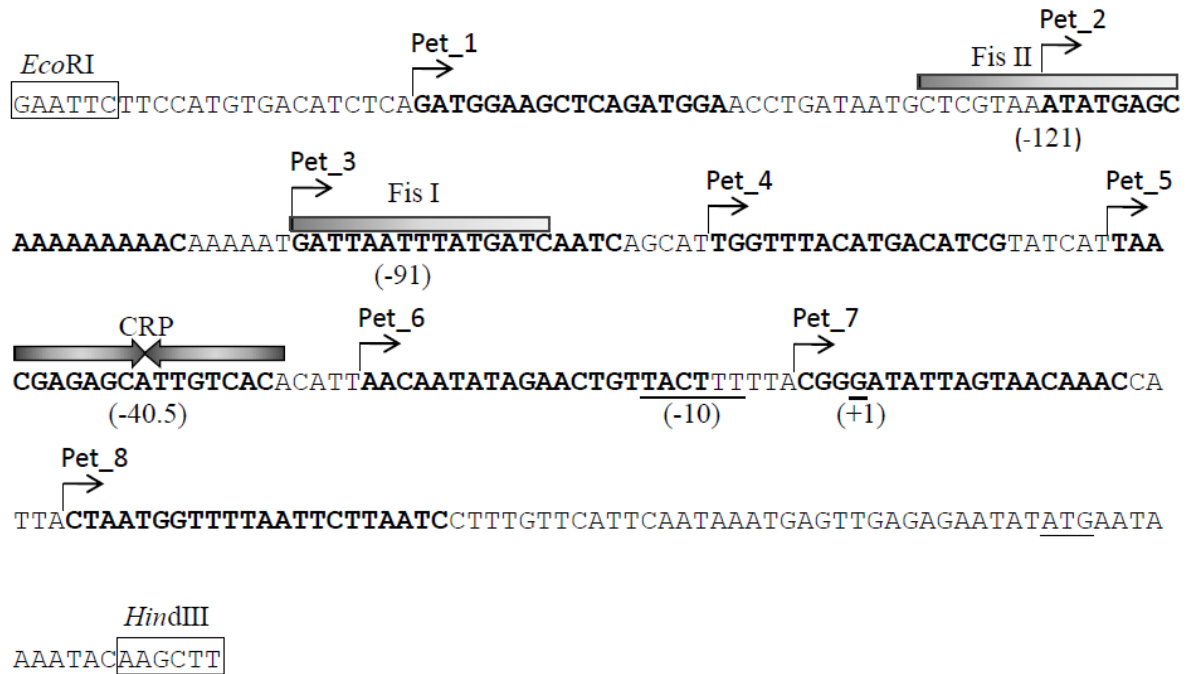 Pet_1
Pet_2
EcoRI
Fis II
GAATTCTTCCATGTGACATCTCAGATGGAAGCTCAGATGGAACCTGATAATGCTCGTAAATATGAGC
(-121)
Pet_3
Pet_4
Pet_5
Fis I
AAAAAAAAACAAAAATGATTAATTTATGATCAATCAGCATTGGTTTACATGACATCGTATCATTAA
(-91)
CRP
Pet_6
Pet_7
CGAGAGCATTGTCACACATTAACAATATAGAACTGTTACTTTTTACGGGATATTAGTAACAAACCA
(-40.5) (-10) (+1)
Pet_8
TTACTAATGGTTTTAATTCTTAATCCTTTGTTCATTCAATAAATGAGTTGAGAGAATATATGAATA
HindIII
AAATACAAGCTT